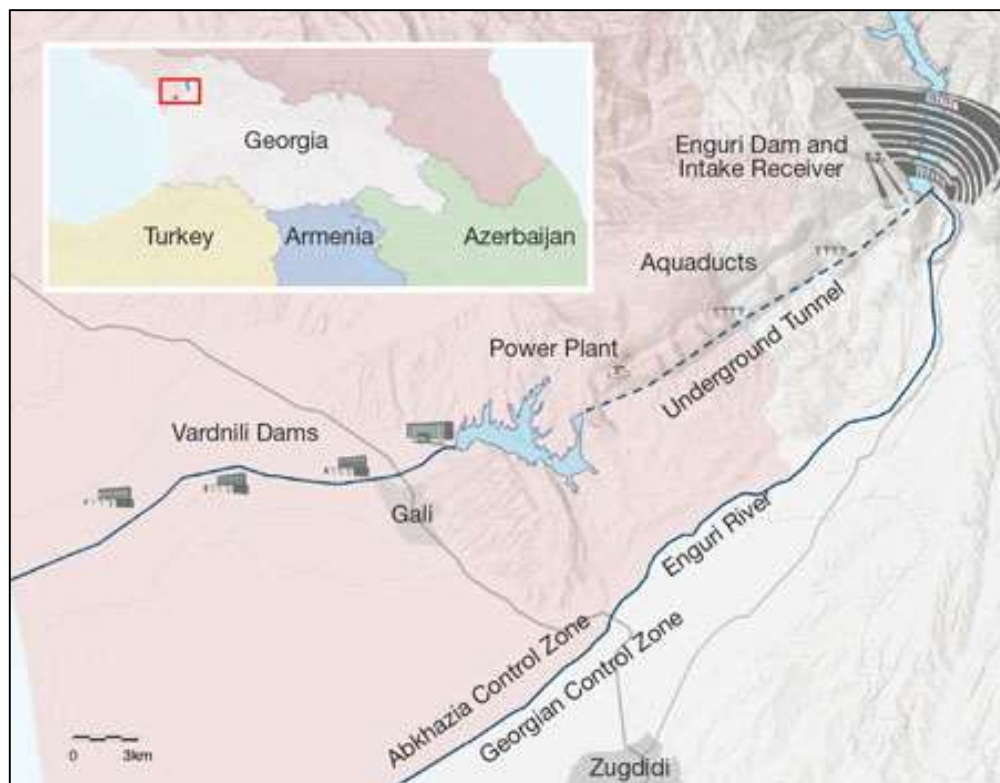 Georgia
Turkey
Armenia
Azerbaijan
Enguri Dam and
Intake Receiver
Aquaducts
Underground Tunnel
Power Plant
Vardnili Dams
Gali
Enguri River
Abkhazia Control Zone
Georgian Control Zone
0 3km
Zugdidi